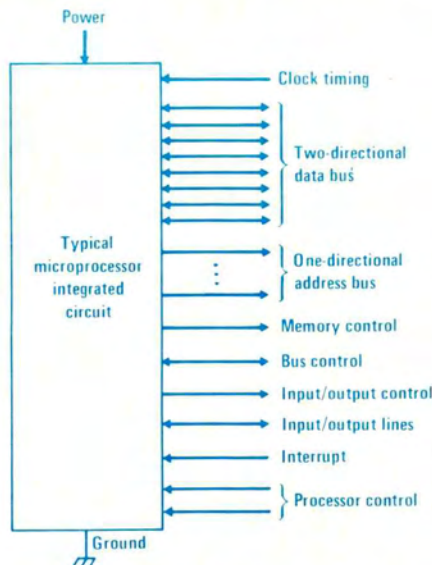 Power
Clock timing
Two-directional
data bus
Typical
microprocessor
integrated
circuit
One-directional
address bus
Memory control
Bus control
Input/output control
Input/output lines
Interrupt
Processor control
Ground